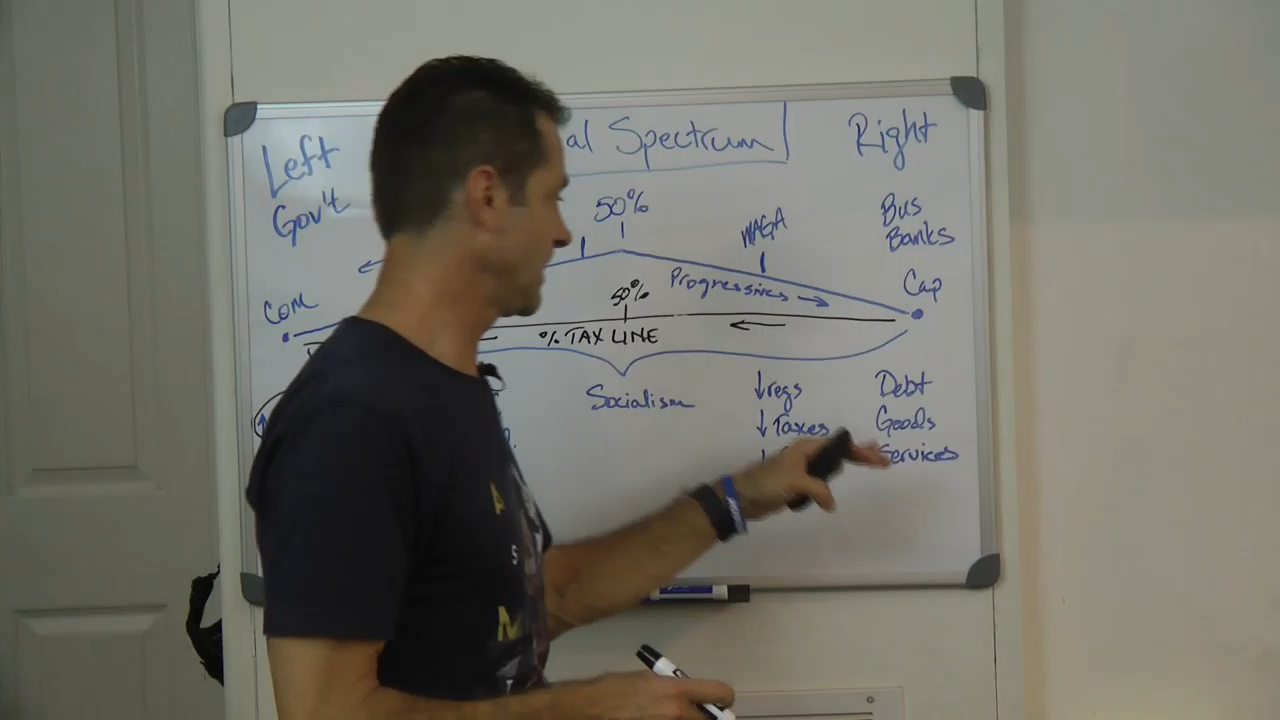 Left
al Spectrum
Right
Gov't
50%
MAGA
Bus
Banks
Com
50%
Progressives
Cap
% TAX LINE
Socialism
↓regs
↓Taxes
Debt
Goods
Services
A
S
M